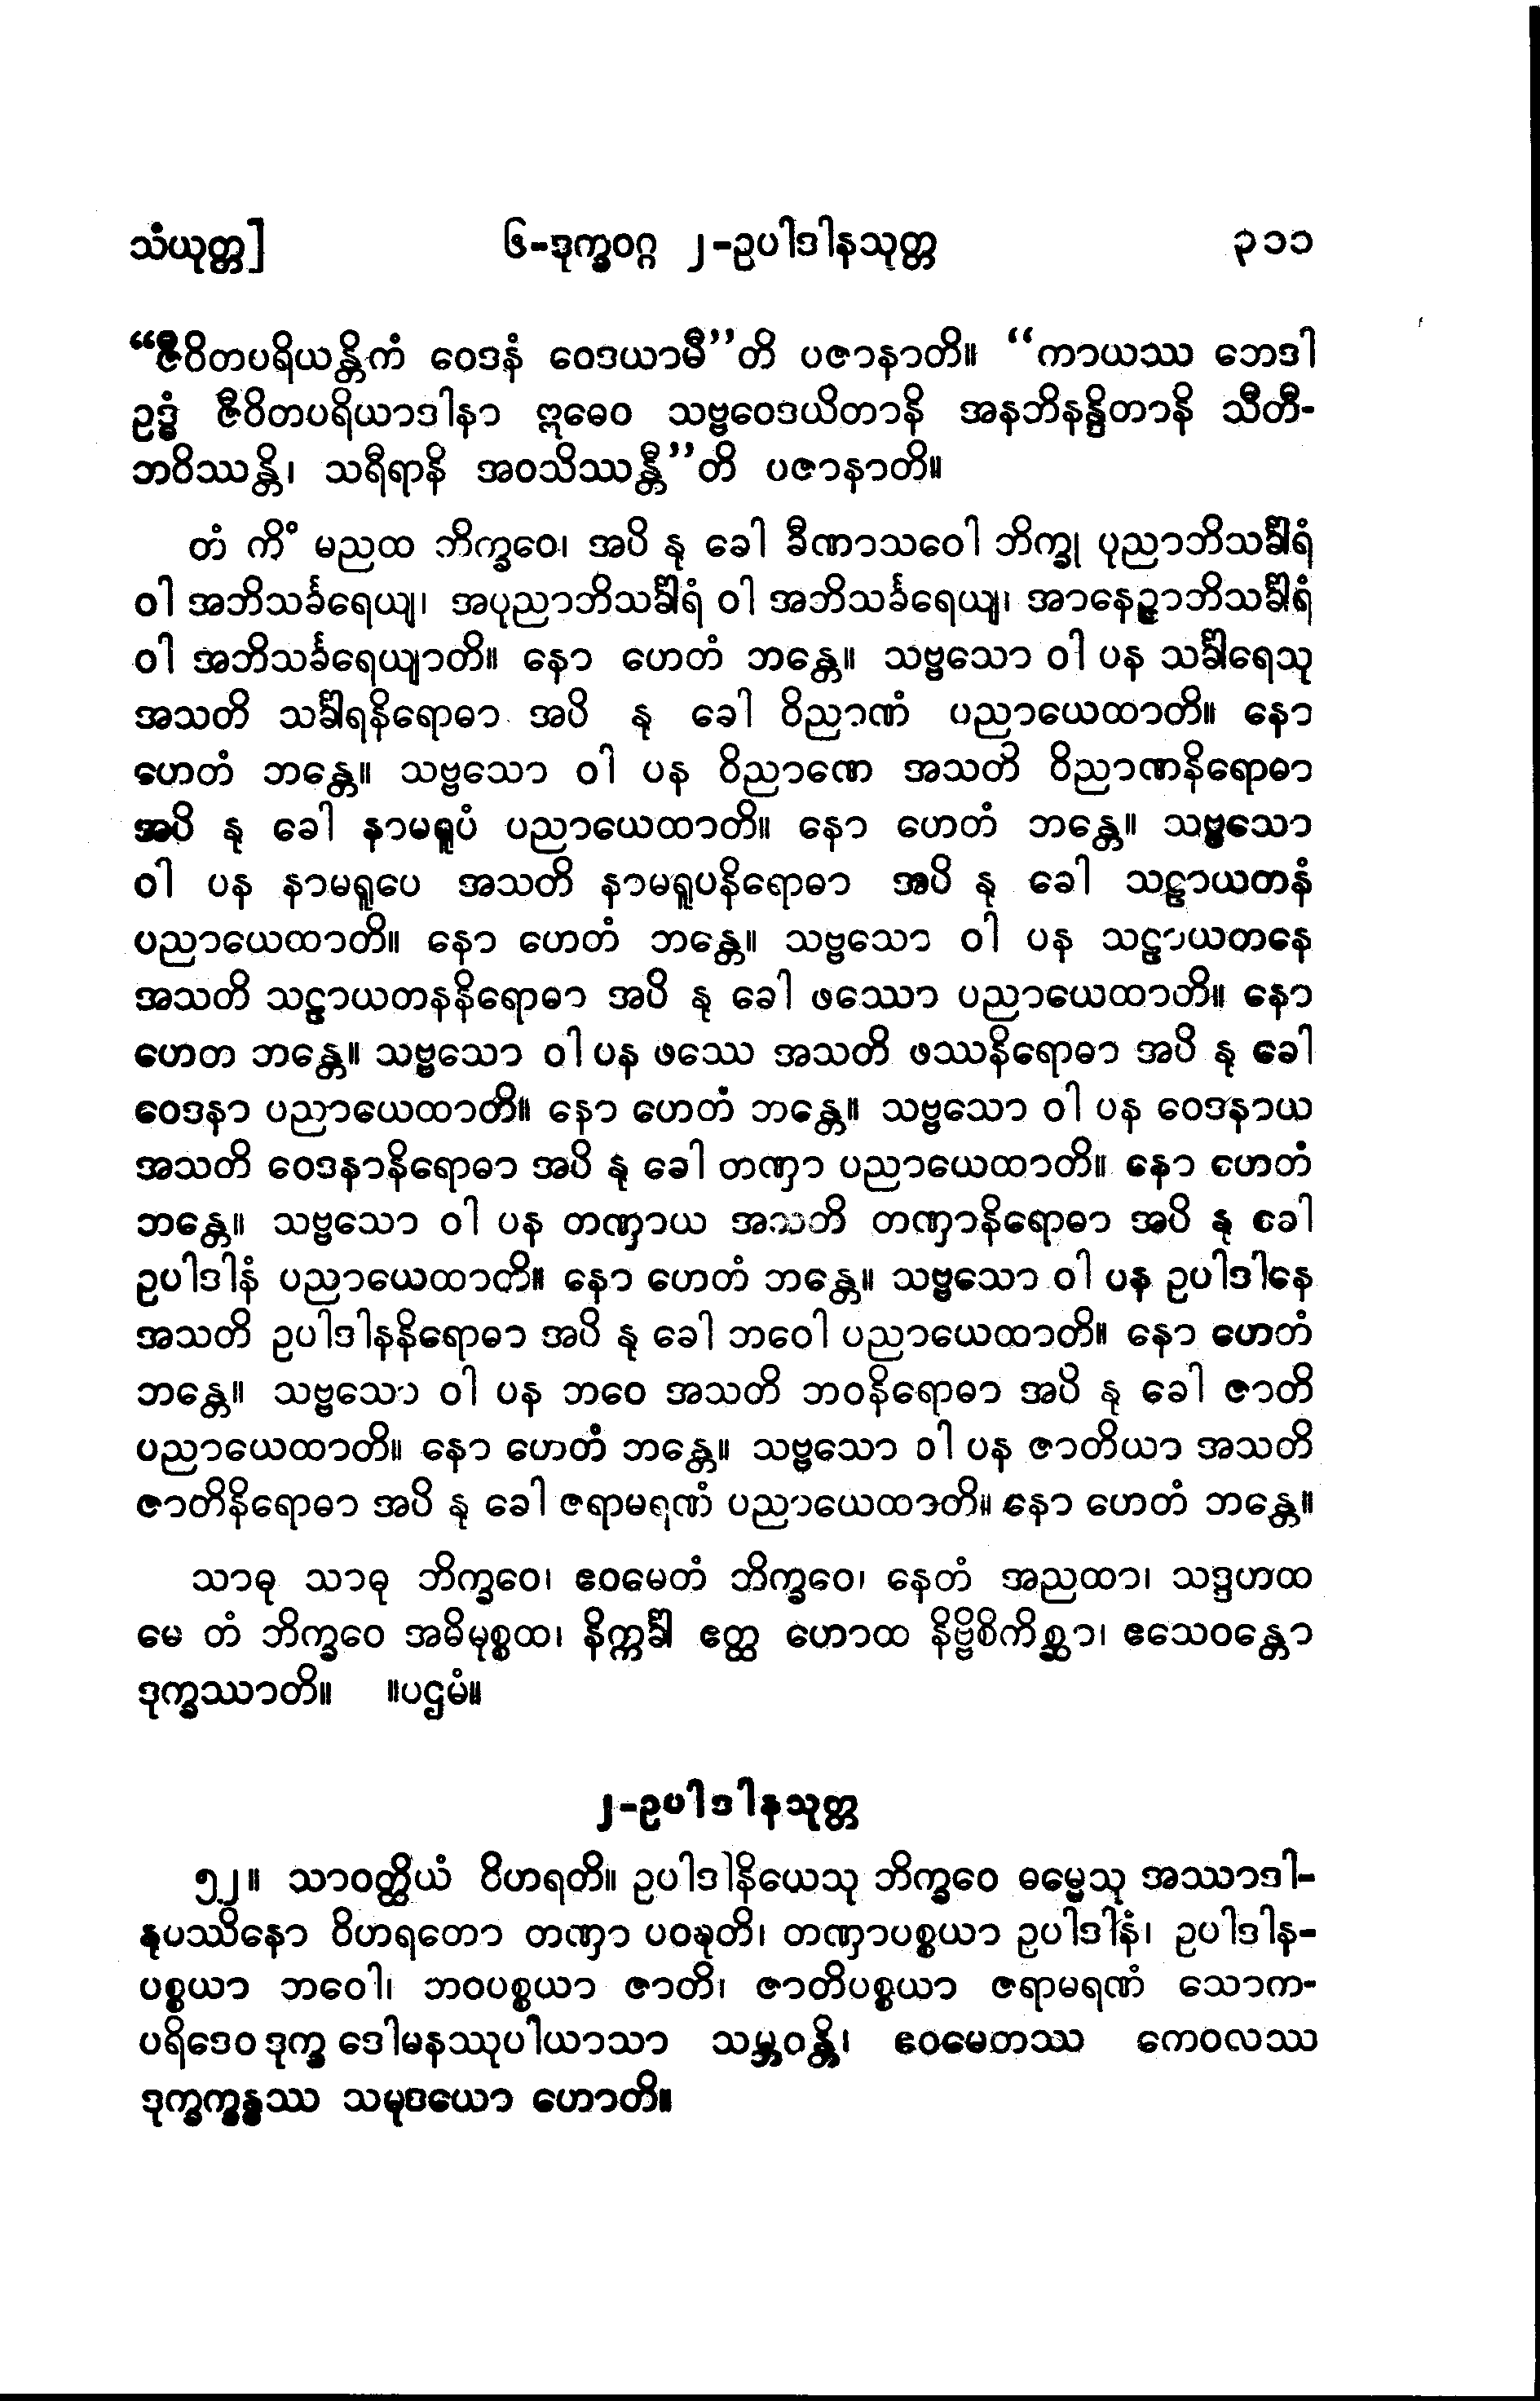 သံယုတ္တ]
၆-ဒုက္ခဝဂ္ဂ ၂-ဥပါဒါနသုတ္တ
၃၁၁
“ဇီဝိတပရိယန္တိကံ ဝေဒနံ ဝေဒယာမီ”တိ ပဇာနာတိ။ “ကာယဿ ဘေဒါ
ဥဒ္ဓံ ဇီဝိတပရိယာဒါနာ ဣဓေဝ သဗ္ဗဝေဒယိတာနိ အနဘိနန္ဒိတာနိ သီတီ-
ဘဝိဿန္တိ၊ သရီရာနိ အဝသိဿန္တီ”တိ ပဇာနာတိ။
တံ ကိံ မညထ ဘိက္ခဝေ၊ အပိ နု ခေါ ခီဏာသဝေါ ဘိက္ခု ပုညာဘိသင်္ခါရံ
ဝါ အဘိသင်္ခရေယျ၊ အပုညာဘိသင်္ခါရံ ဝါ အဘိသင်္ခရေယျ၊ အာနေဉ္ဇာဘိသင်္ခါရံ
ဝါ အဘိသင်္ခရေယျာတိ။ နော ဟေတံ ဘန္တေ။ သဗ္ဗသော ဝါ ပန သင်္ခါရေသု
အသတိ သင်္ခါရနိရောဓာ အပိ နု ခေါ ဝိညာဏံ ပညာယေထာတိ။ နော
ဟေတံ ဘန္တေ။ သဗ္ဗသော ဝါ ပန ဝိညာဏေ အသတိ ဝိညာဏနိရောဓာ
အပိ နု ခေါ နာမရူပံ ပညာယေထာတိ။ နော ဟေတံ ဘန္တေ။ သဗ္ဗသော
ဝါ ပန နာမရူပေ အသတိ နာမရူပနိရောဓာ အပိ နု ခေါ သဠာယတနံ
ပညာယေထာတိ။ နော ဟေတံ ဘန္တေ။ သဗ္ဗသော ဝါ ပန သဠာယတနေ
အသတိ သဠာယတနနိရောဓာ အပိ နု ခေါ ဖဿော ပညာယေထာတိ။ နော
ဟေတ ဘန္တေ။ သဗ္ဗသော ဝါ ပန ဖဿေ အသတိ ဖဿနိရောဓာ အပိ နု ခေါ
ဝေဒနာ ပညာယေထာတိ။ နော ဟေတံ ဘန္တေ။ သဗ္ဗသော ဝါ ပန ဝေဒနာယ
အသတိ ဝေဒနာနိရောဓာ အပိ နု ခေါ တဏှာ ပညာယေထာတိ။ နော ဟေတံ
ဘန္တေ။ သဗ္ဗသော ဝါ ပန တဏှာယ အသတိ တဏှာနိရောဓာ အပိ နု ခေါ
ဥပါဒါနံ ပညာယေထာတိ။ နော ဟေတံ ဘန္တေ။ သဗ္ဗသော ဝါ ပန ဥပါဒါနေ
အသတိ ဥပါဒါနနိရောဓာ အပိ နု ခေါ ဘဝေါ ပညာယေထာတိ။ နော ဟေတံ
ဘန္တေ။ သဗ္ဗသော ဝါ ပန ဘဝေ အသတိ ဘဝနိရောဓာ အပိ နု ခေါ ဇာတိ
ပညာယေထာတိ။ နော ဟေတံ ဘန္တေ။ သဗ္ဗသော ဝါ ပန ဇာတိယာ အသတိ
ဇာတိနိရောဓာ အပိ နု ခေါ ဇရာမရဏံ ပညာယေထာတိ။ နော ဟေတံ ဘန္တေ။
သာဓု သာဓု ဘိက္ခဝေ၊ ဧဝမေတံ ဘိက္ခဝေ၊ နေတံ အညထာ၊ သဒ္ဒဟထ
မေ တံ ဘိက္ခဝေ အဓိမုစ္စထ၊ နိက္ကင်္ခါ ဧတ္ထ ဟောထ နိဗ္ဗိစိကိစ္ဆာ၊ ဧသေဝန္တော
ဒုက္ခဿာတိ။ ။ပဌမံ။
၂-ဥပါဒါနသုတ္တ
၅၂။ သာဝတ္ထိယံ ဝိဟရတိ။ ဥပါဒါနိယေသု ဘိက္ခဝေ ဓမ္မေသု အဿာဒါ-
နုပဿိနော ဝိဟရတော တဏှာ ပဝဍ္ဎတိ၊ တဏှာပစ္စယာ ဥပါဒါနံ၊ ဥပါဒါန-
ပစ္စယာ ဘဝေါ၊ ဘဝပစ္စယာ ဇာတိ၊ ဇာတိပစ္စယာ ဇရာမရဏံ သောက-
ပရိဒေဝ ဒုက္ခ ဒေါမနဿုပါယာသာ သမ္ဘဝန္တိ၊ ဧဝမေတဿ ကေဝလဿ
ဒုက္ခက္ခန္ဓဿ သမုဒယော ဟောတိ။